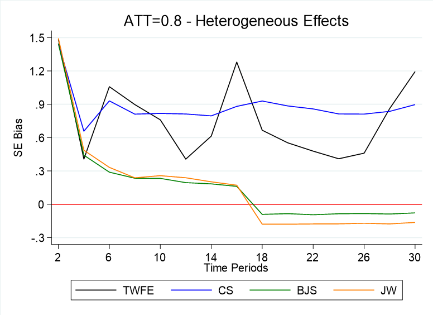 ATT=0.8 - Heterogeneous Effects
SE Bias
1.5
1.2
.9
.6
.3
0
-.3
2 6 10 14 18 22 26 30
Time Periods
TWFE CS BJS JW